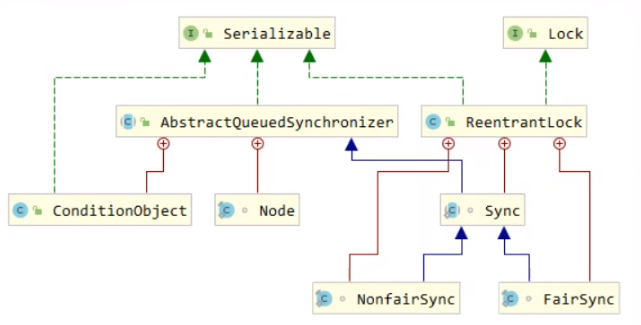 Serializable
Lock
AbstractQueuedSynchronizer
ReentrantLock
ConditionObject
Node
Sync
NonfairSync
FairSync